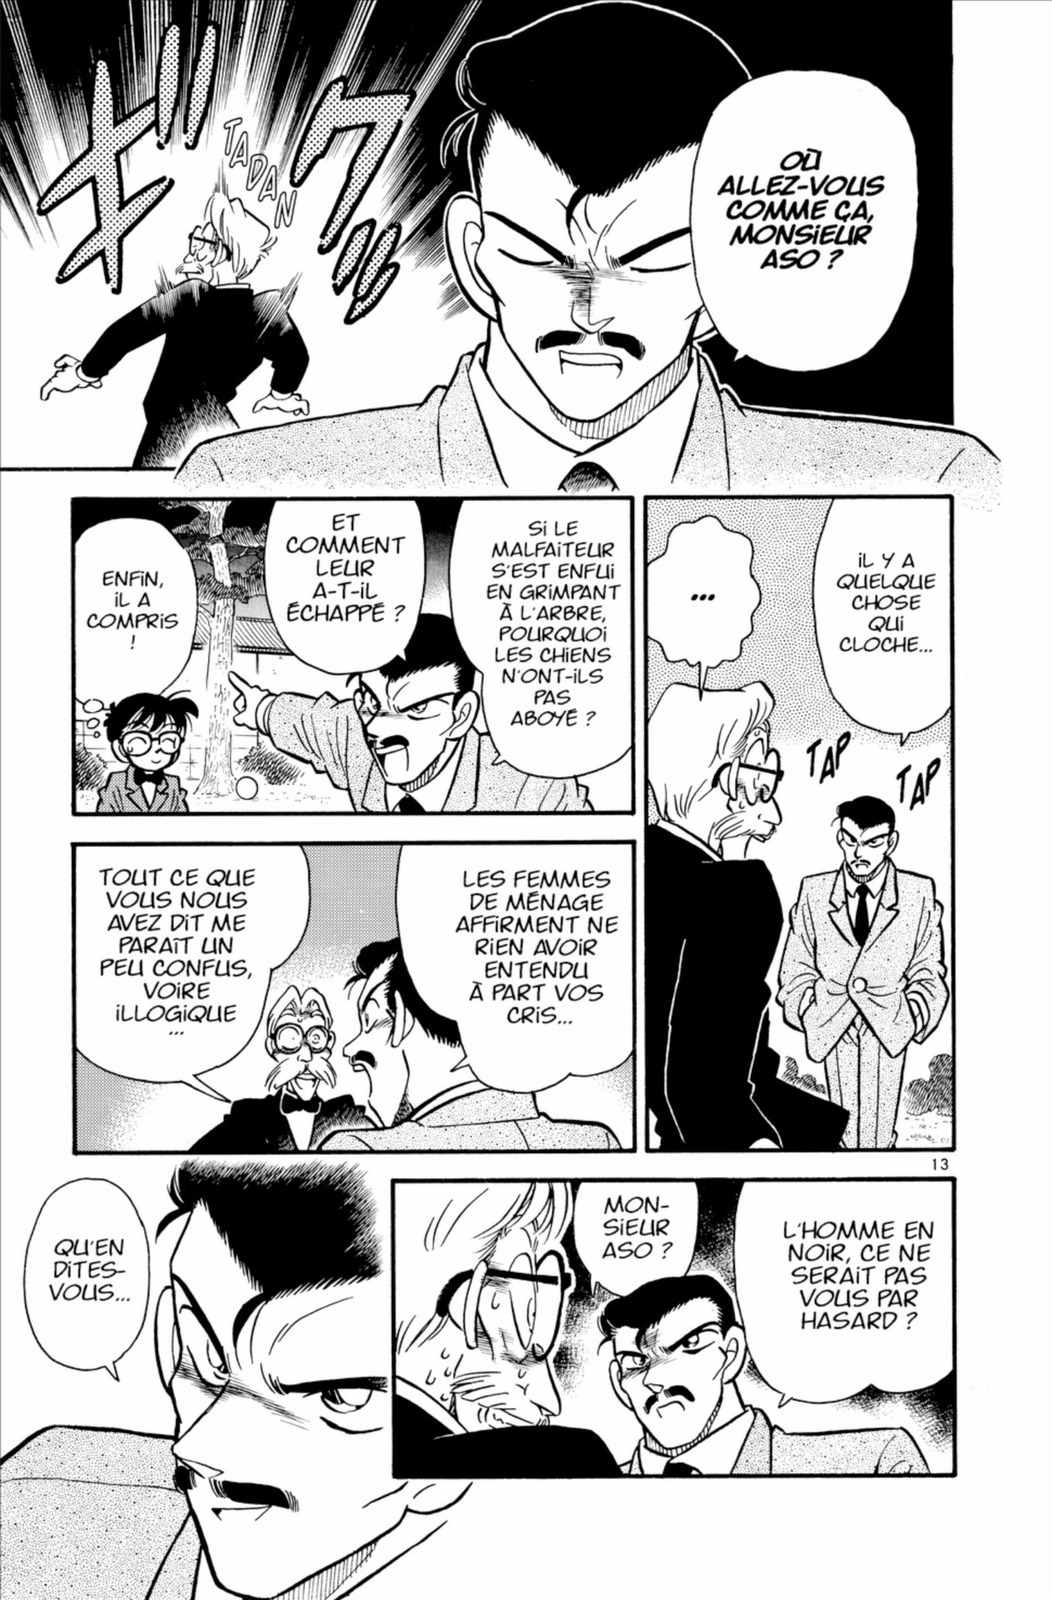 OÙ
ALLEZ-VOUS
COMME ÇA,
MONSIEUR
ASO ?
TADAN
ギクッ
IL Y A
QUELQUE
CHOSE
QUI
CLOCHE...
...
TAP
TAP
SI LE
MALFAITEUR
S'EST ENFUI
EN GRIMPANT
À L'ARBRE,
POURQUOI
LES CHIENS
N'ONT-ILS
PAS
ABOYÉ ?
ET
COMMENT
LEUR
A-T-IL
ÉCHAPPÉ ?
ENFIN,
IL A
COMPRIS
!
LES FEMMES
DE MÉNAGE
AFFIRMENT NE
RIEN AVOIR
ENTENDU
À PART VOS
CRIS...
TOUT CE QUE
VOUS NOUS
AVEZ DIT ME
PARAÎT UN
PEU CONFUS,
VOIRE
ILLOGIQUE
...
13
L'HOMME EN
NOIR, CE NE
SERAIT PAS
VOUS PAR
HASARD ?
MON-
SIEUR
ASO ?
QU'EN
DITES-
VOUS...